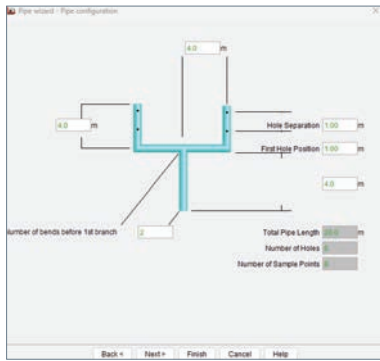 Pipe wizard - Pipe configuration
4.0 m
4.0 m
Hole Separation 1.00 m
First Hole Position 1.00 m
4.0 m
Number of bends before 1st branch 2
Total Pipe Length m
Number of Holes
Number of Sample Points
Back < Next > Finish Cancel Help